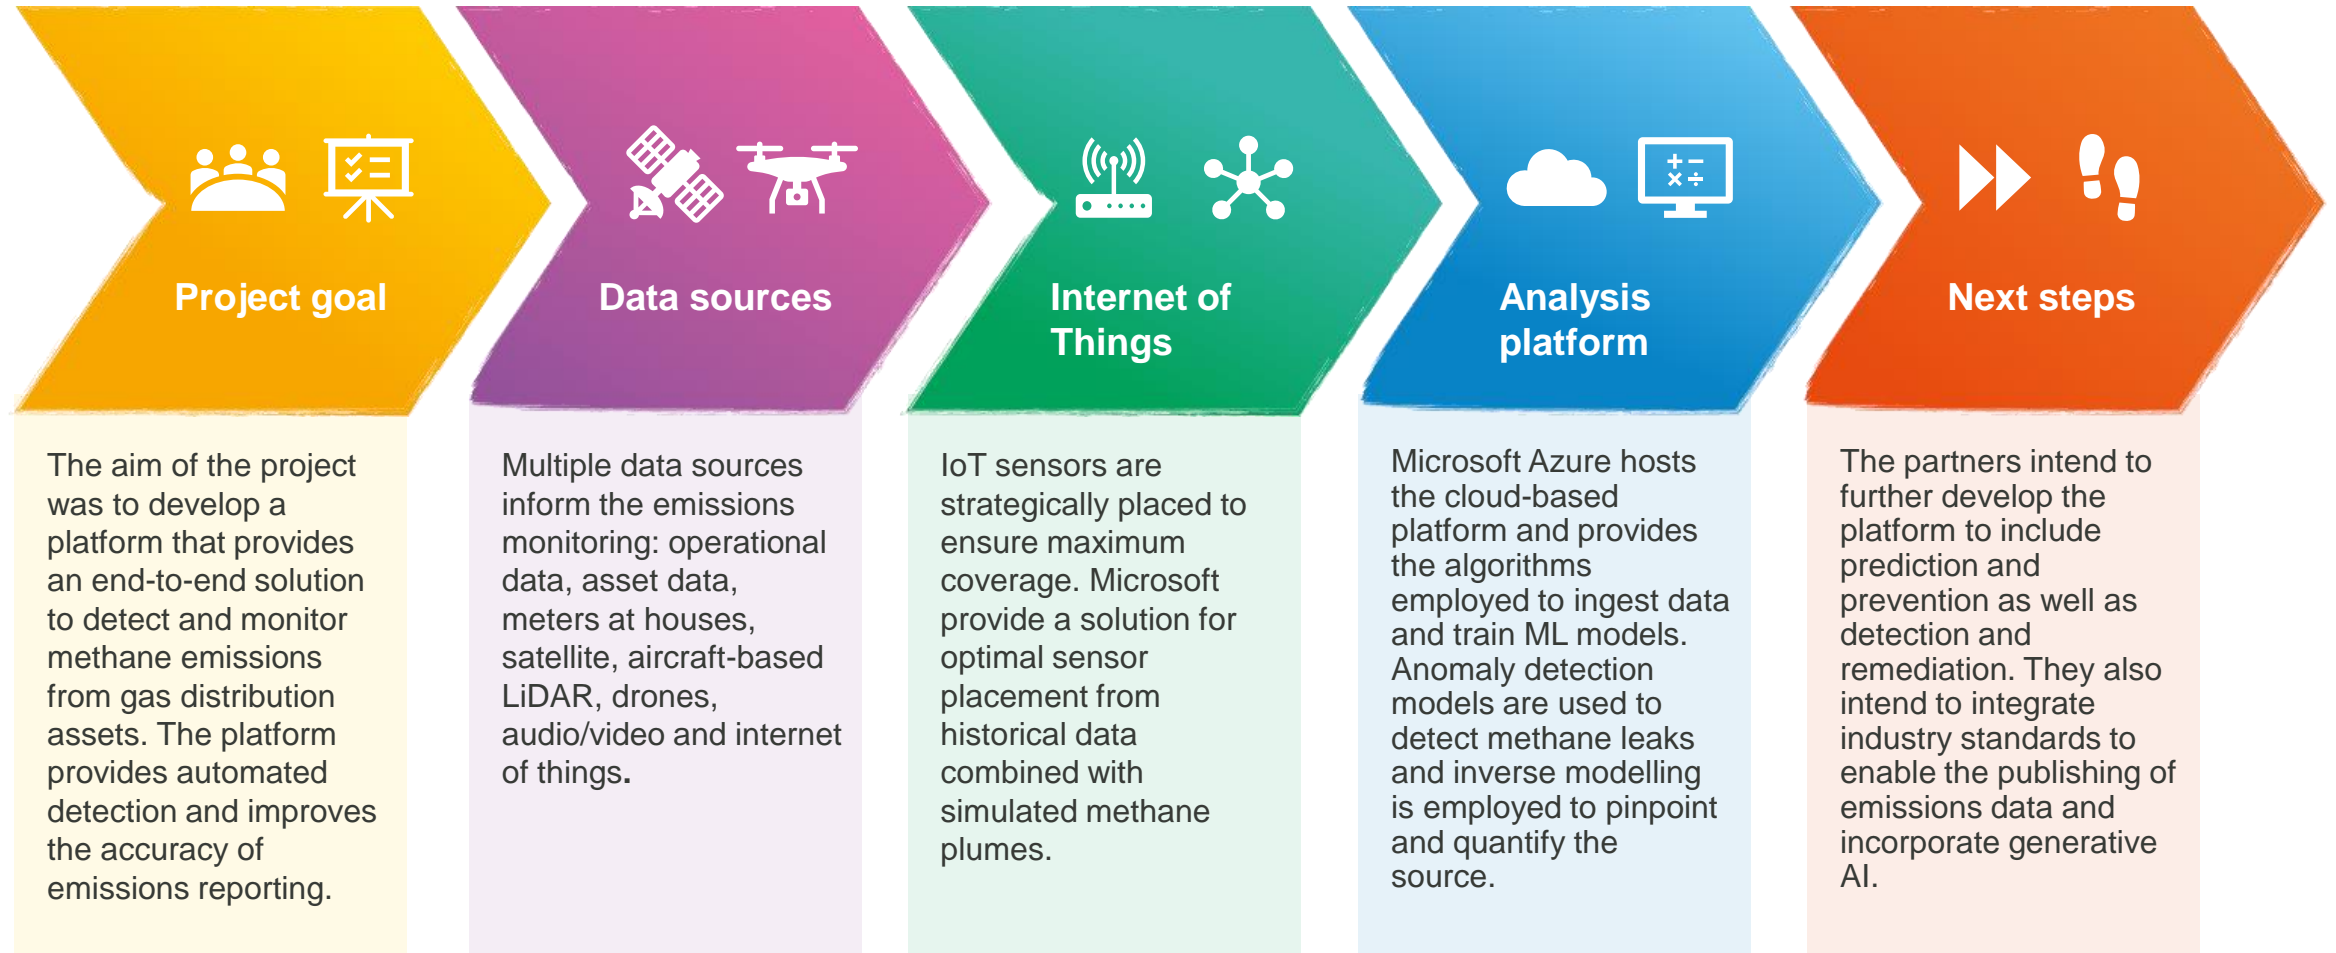 Project goal
The aim of the project
was to develop a
platform that provides
an end-to-end solution
to detect and monitor
methane emissions
from gas distribution
assets. The platform
provides automated
detection and improves
the accuracy of
emissions reporting.
Data sources
Multiple data sources
inform the emissions
monitoring: operational
data, asset data,
meters at houses,
satellite, aircraft-based
LiDAR, drones,
audio/video and internet
of things.
Internet of
Things
IoT sensors are
strategically placed to
ensure maximum
coverage. Microsoft
provide a solution for
optimal sensor
placement from
historical data
combined with
simulated methane
plumes.
Analysis
platform
Microsoft Azure hosts
the cloud-based
platform and provides
the algorithms
employed to ingest data
and train ML models.
Anomaly detection
models are used to
detect methane leaks
and inverse modelling
is employed to pinpoint
and quantify the
source.
Next steps
The partners intend to
further develop the
platform to include
prediction and
prevention as well as
detection and
remediation. They also
intend to integrate
industry standards to
enable the publishing of
emissions data and
incorporate generative
AI.